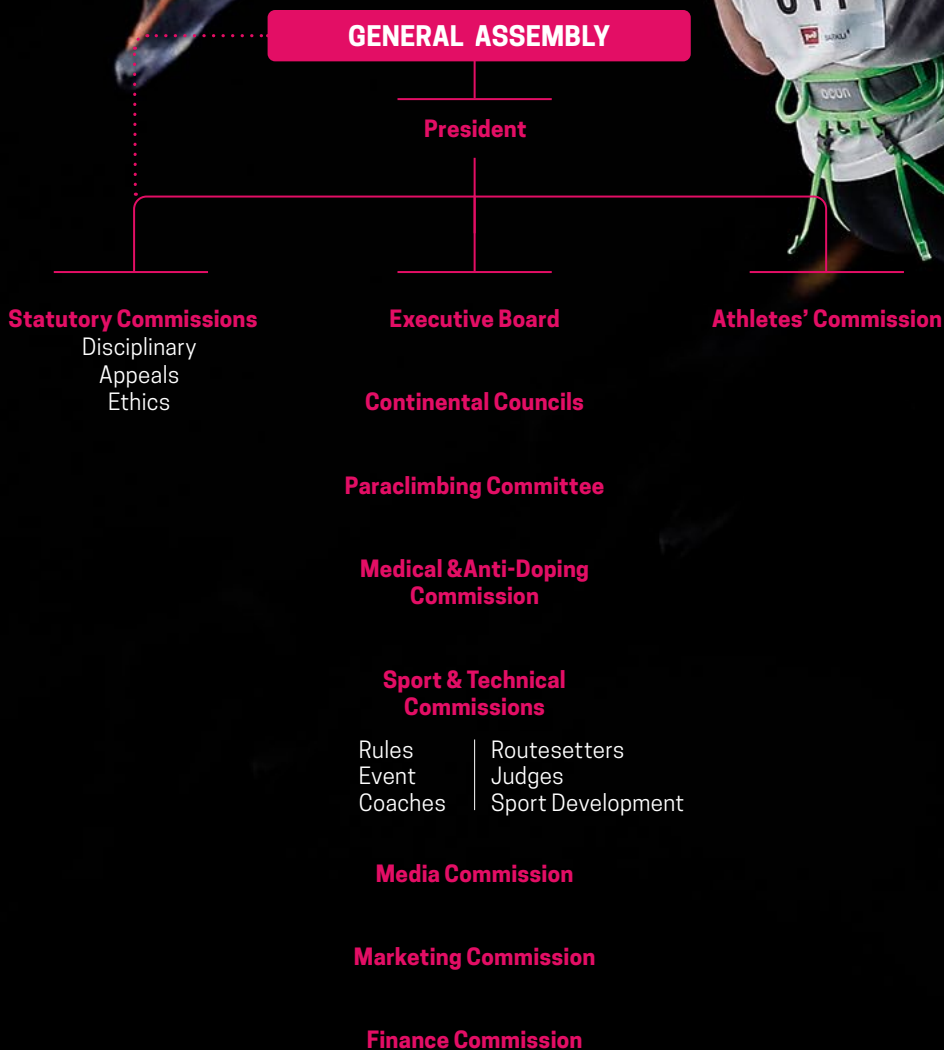 GENERAL ASSEMBLY
President
Statutory Commissions
Disciplinary
Appeals
Ethics
Executive Board
Athletes’ Commission
Continental Councils
Paraclimbing Committee
Medical &Anti-Doping
Commission
Sport & Technical
Commissions
Rules
Event
Coaches
Routesetters
Judges
Sport Development
Media Commission
Marketing Commission
Finance Commission
ocun